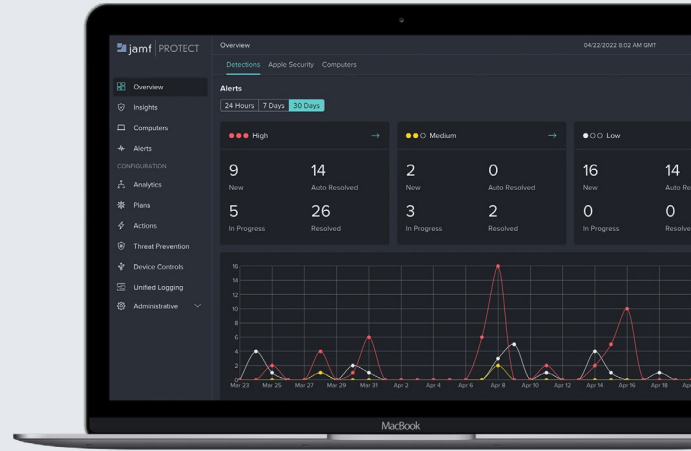 jamf PROTECT
Overview
04/22/2022 8:02 AM GMT
Detections Apple Security Computers
Overview
Insights
Computers
Alerts
CONFIGURATION
Analytics
Plans
Actions
Threat Prevention
Device Controls
Unified Logging
Administrative
Alerts
24 Hours 7 Days 30 Days
High
9 14
New Auto Resolved
5 26
In Progress Resolved
Medium
2 0
New Auto Resolved
3 2
In Progress Resolved
Low
16 14
New Auto Re
0 0
In Progress Resolve
16
14
12
10
8
6
4
2
0
Mar 23 Mar 25 Mar 27 Mar 29 Mar 31 Apr 2 Apr 4 Apr 6 Apr 8 Apr 10 Apr 12 Apr 14 Apr 16 Apr 18
MacBook